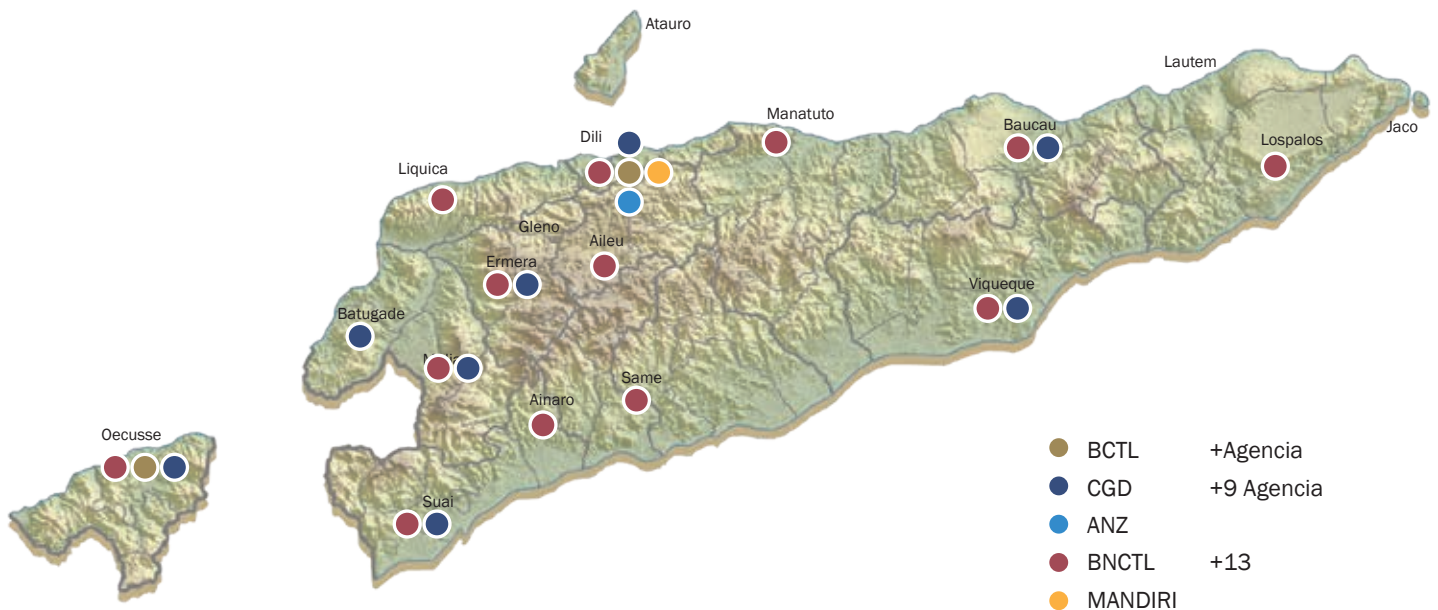 Atauro
Lautem
Manatuto
Baucau
Jaco
Dili
Lospalos
Liquica
Gleno
Aileu
Ermera
Viqueque
Batugade
Same
Ainaro
Oecusse
Suai
BCTL +Agencia
CGD +9 Agencia
ANZ
BNCTL +13
MANDIRI